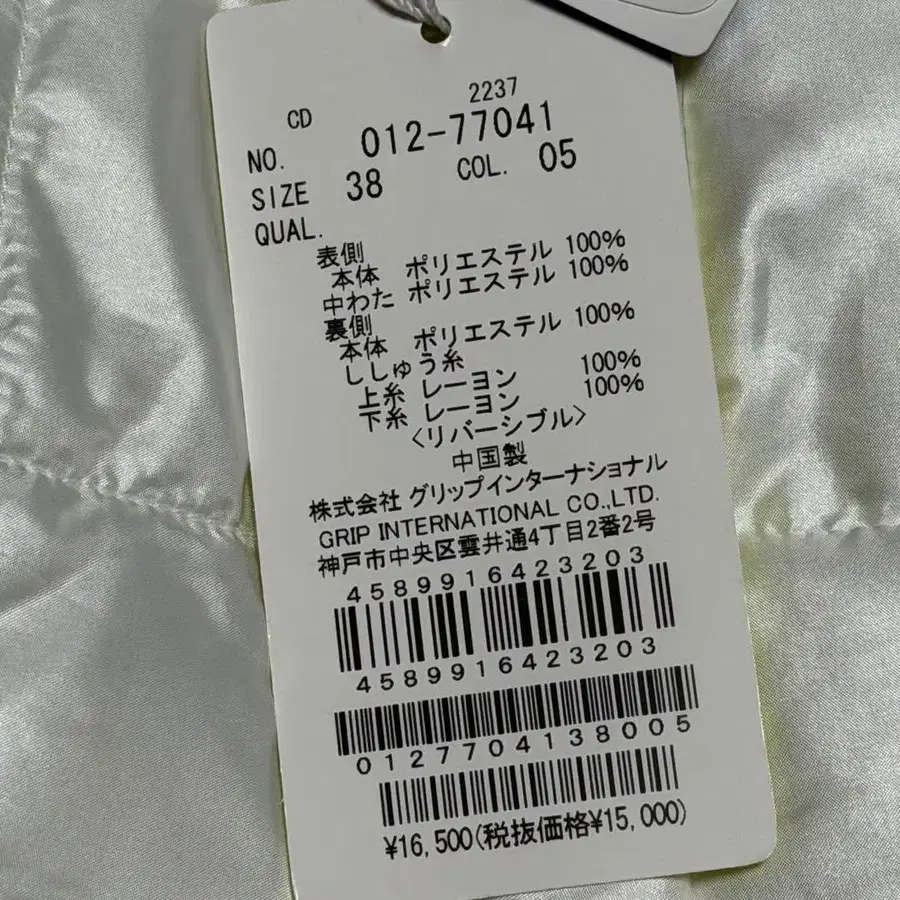 2237
CD
NO. 012-77041
SIZE 38 COL. 05
QUAL.
表側
本体 ポリエステル 100%
中わた ポリエステル 100%
裏側
本体 ポリエステル 100%
ししゅう糸
上糸 レーヨン 100%
下糸 レーヨン 100%
<リバーシブル>
中国製
株式会社 グリップインターナショナル
GRIP INTERNATIONAL CO.,LTD.
神戸市中央区雲井通4丁目2番2号
4589916423203
4589916423203
0127704138005
¥16,500(税抜価格¥15,000)